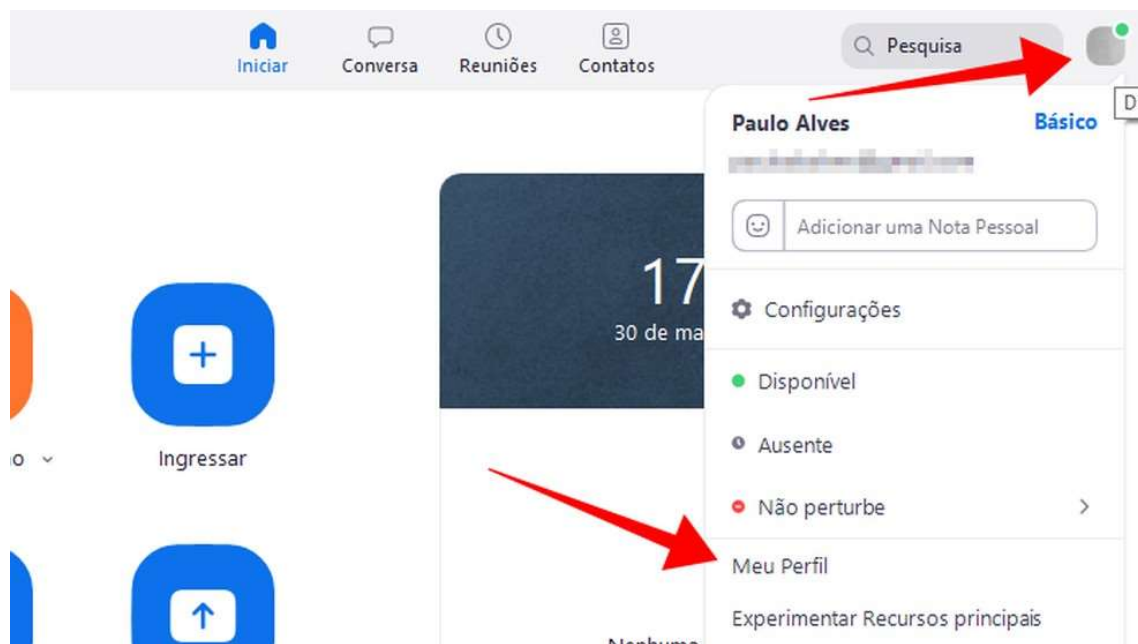 Iniciar
Conversa
Reuniões
Contatos
Pesquisa
D
Paulo Alves
Básico
Adicionar uma Nota Pessoal
17
30 de ma
Configurações
Disponível
Ausente
Ingressar
Não perturbe
Meu Perfil
Experimentar Recursos principais